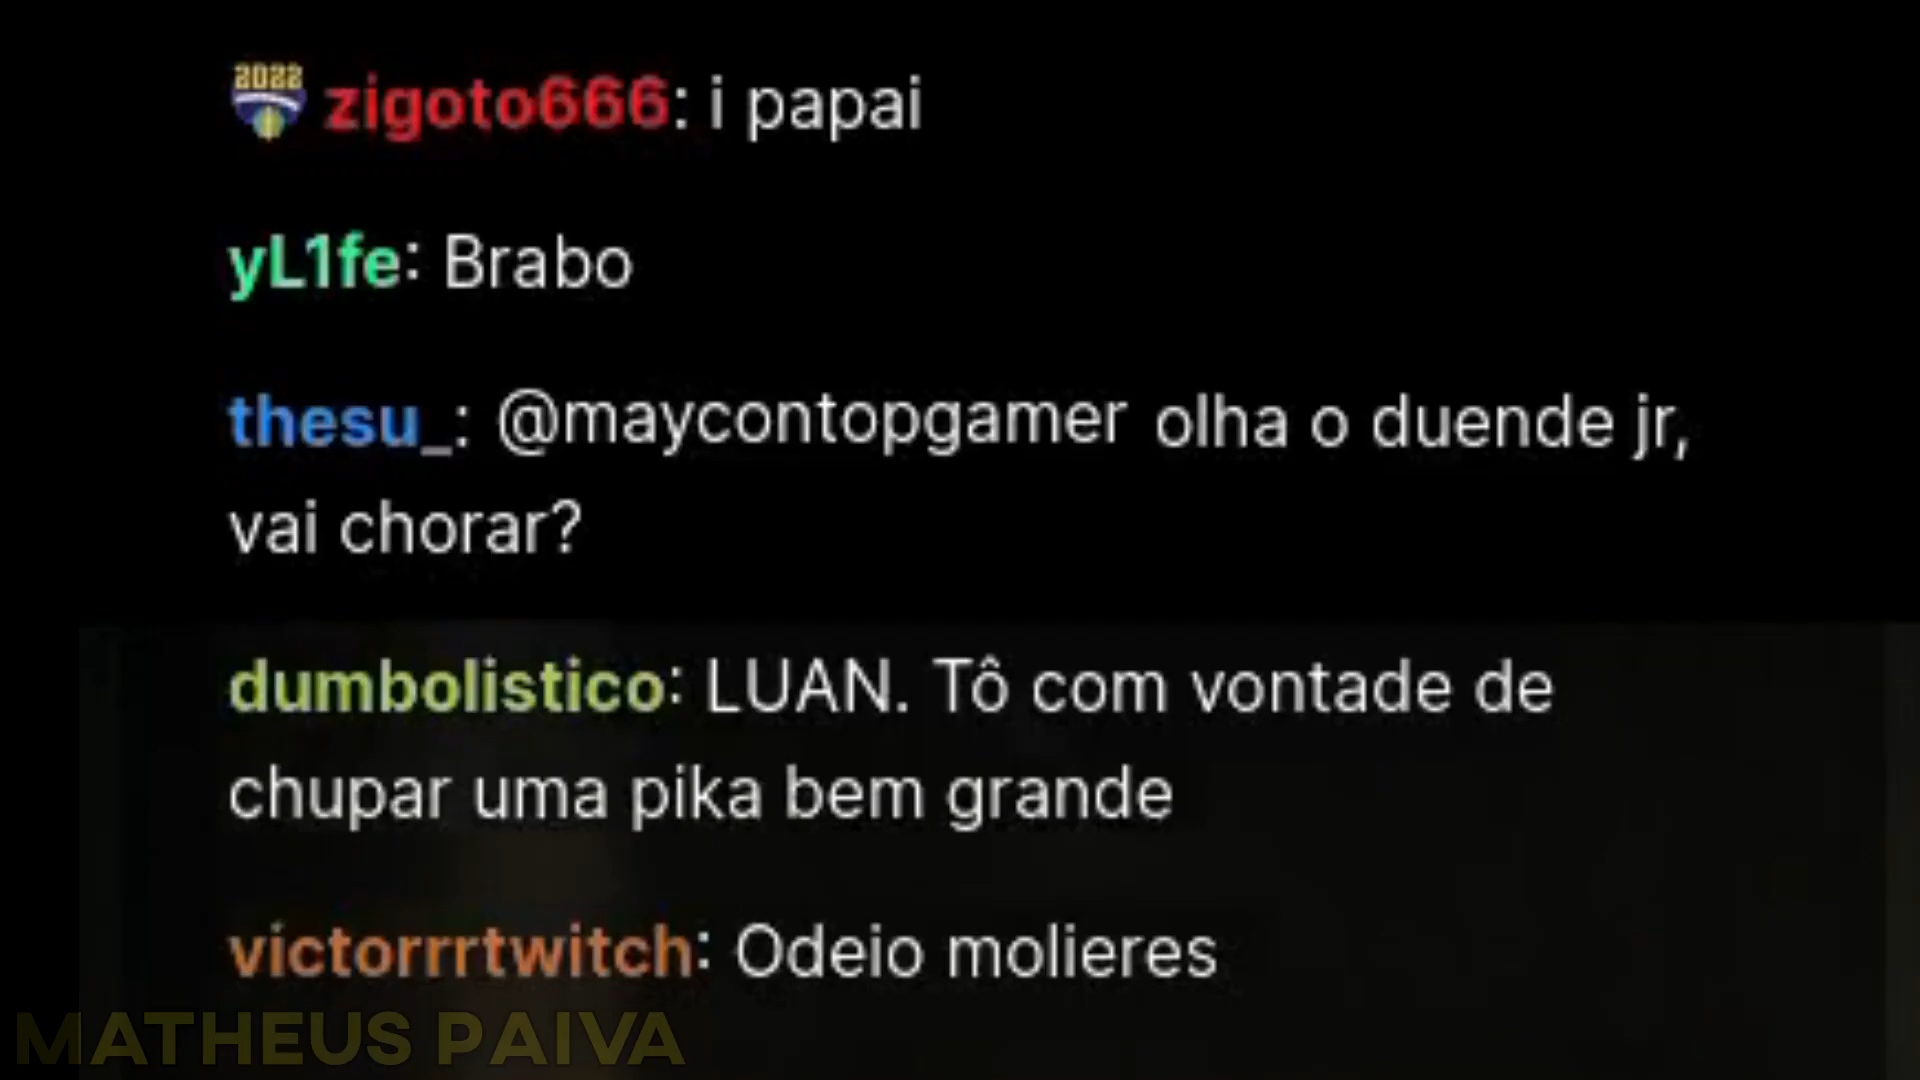 2022 zigoto666: i papai
yL1fe: Brabo
thesu_: @maycontopgamer olha o duende jr,
vai chorar?
dumbolistico: LUAN. Tô com vontade de
chupar uma pika bem grande
victorrrtwitch: Odeio molieres
MATHEUS PAIVA